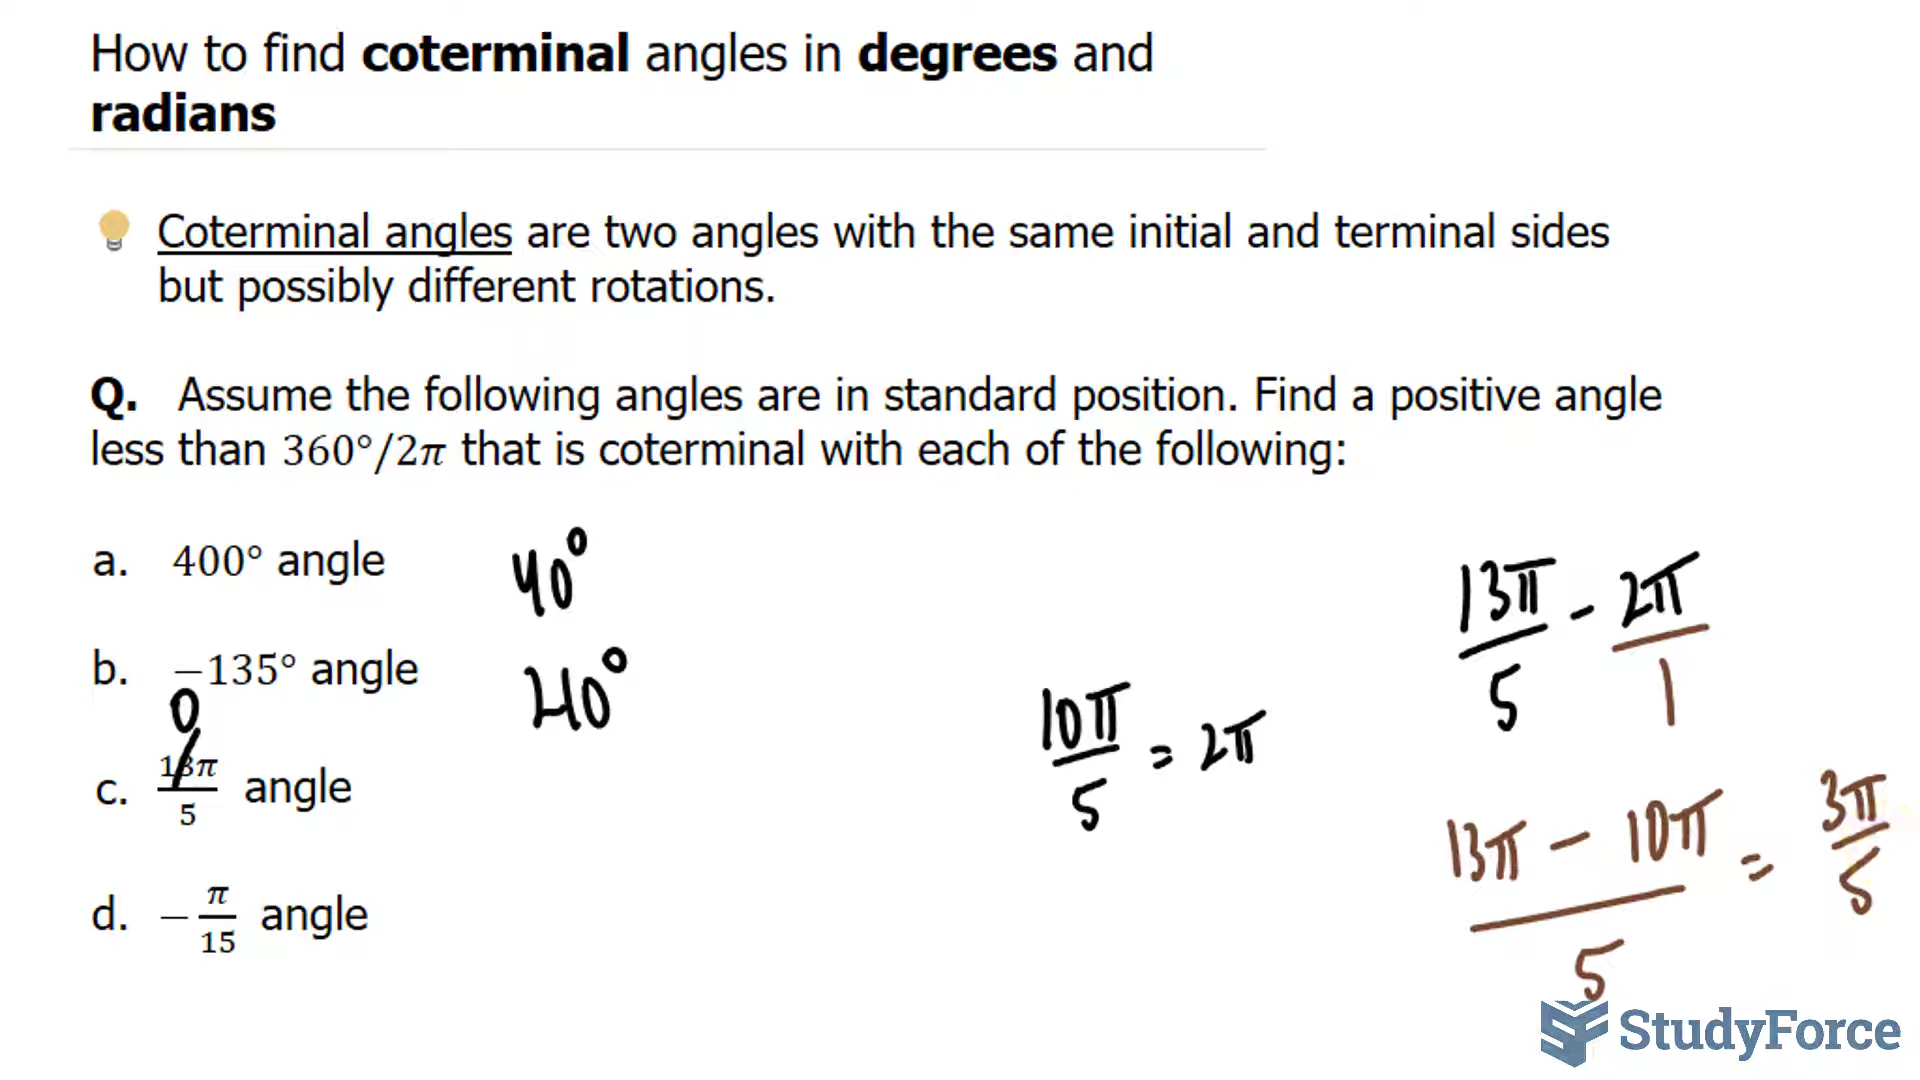 How to find coterminal angles in degrees and
radians
Coterminal angles are two angles with the same initial and terminal sides
but possibly different rotations.
Q. Assume the following angles are in standard position. Find a positive angle
less than 360°/2π that is coterminal with each of the following:
a. 400° angle
40°
b. −135° angle
210°
0
c. 13π/5 angle
d. −π/15 angle
10π/5 = 2π
13π/5 - 2π/1
13π - 10π/5 = 3π/5
StudyForce